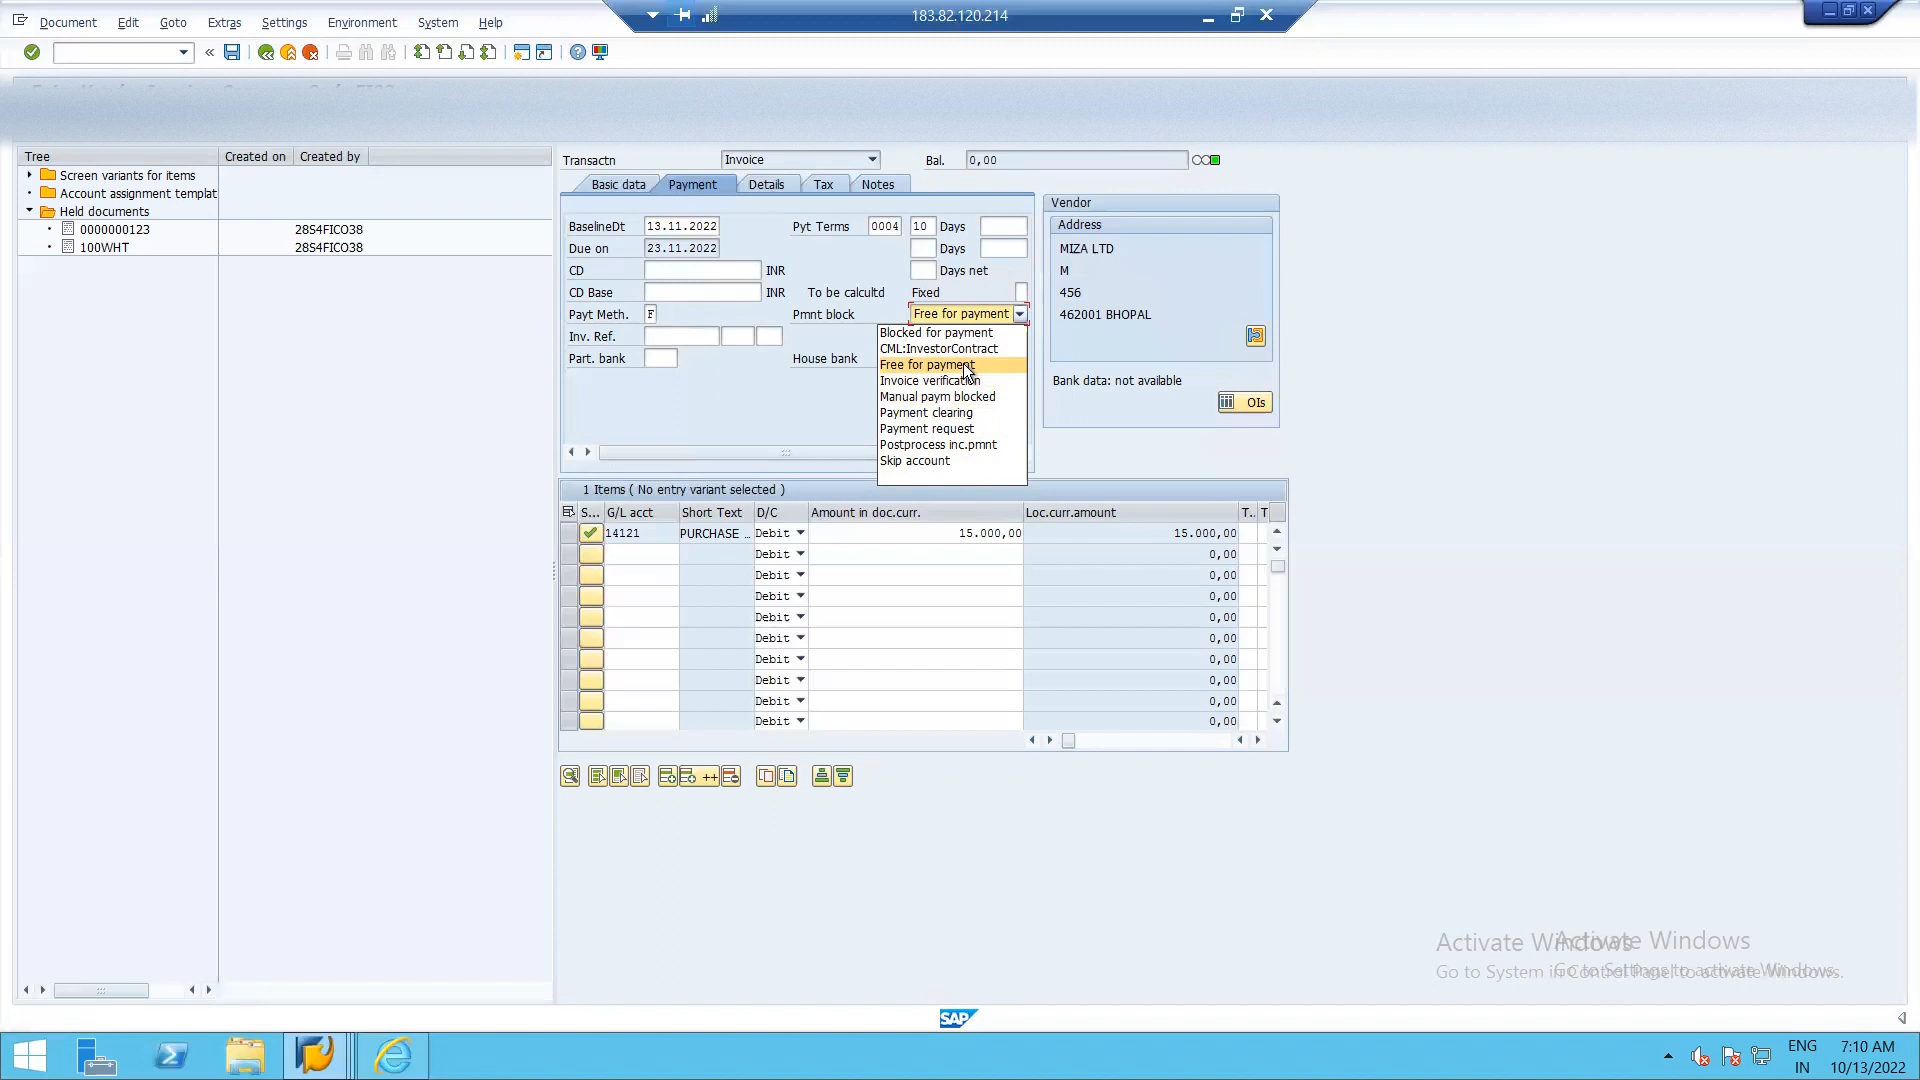 Document Edit Goto Extras Settings Environment System Help
183.82.120.214
Tree Created on Created by
Screen variants for items
Account assignment templat
Held documents
0000000123 28S4FICO38
100WHT 28S4FICO38
Transactn Invoice Bal. 0,00
Basic data Payment Details Tax Notes
BaselineDt 13.11.2022 Pyt Terms 0004 10 Days
Due on 23.11.2022 Days
CD INR Days net
CD Base INR To be calcultd Fixed
Payt Meth. F Pmnt block Free for payment
Inv. Ref.
Part. bank House bank
Blocked for payment
CML:InvestorContract
Free for payment
Invoice verification
Manual paym blocked
Payment clearing
Payment request
Postprocess inc.pmnt
Skip account
Vendor
Address
MIZA LTD
M
456
462001 BHOPAL
Bank data: not available
OIs
1 Items ( No entry variant selected )
S... G/L acct Short Text D/C Amount in doc.curr. Loc.curr.amount T.. T
14121 PURCHASE ... Debit 15.000,00 15.000,00
Debit 0,00
Debit 0,00
Debit 0,00
Debit 0,00
Debit 0,00
Debit 0,00
Debit 0,00
Debit 0,00
Debit 0,00
Activate Windows
Go to System in Control Panel to activate Windows.
Activate Windows
Go to Settings to activate Windows.
SAP
ENG
IN
7:10 AM
10/13/2022